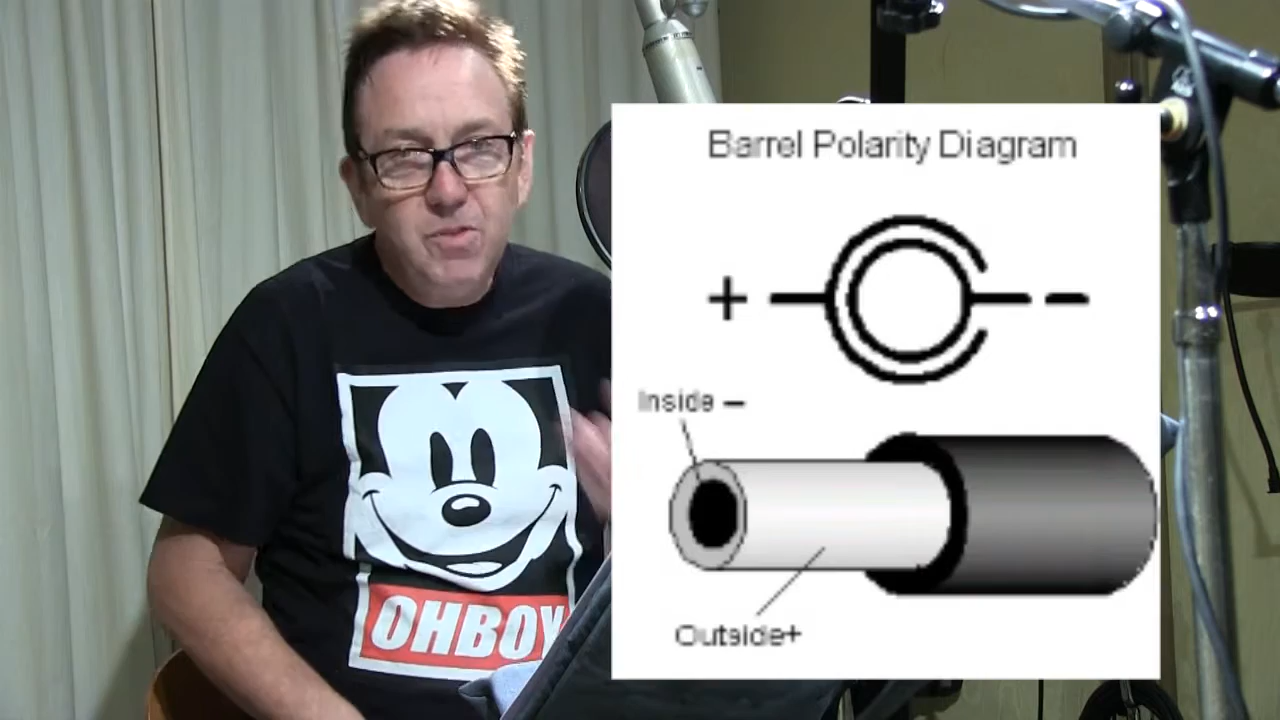 Barrel Polarity Diagram
+ −
Inside −
Outside+
OHBOY